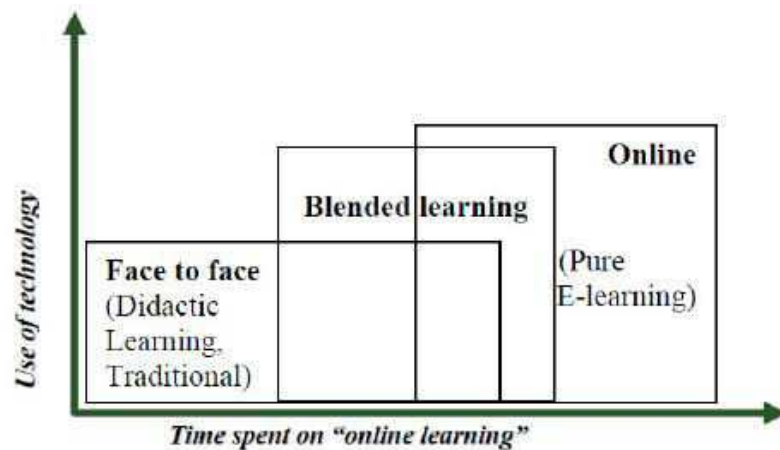 Use of technology
Online
Blended learning
Face to face
(Didactic
Learning,
Traditional)
(Pure
E-learning)
Time spent on “online learning”